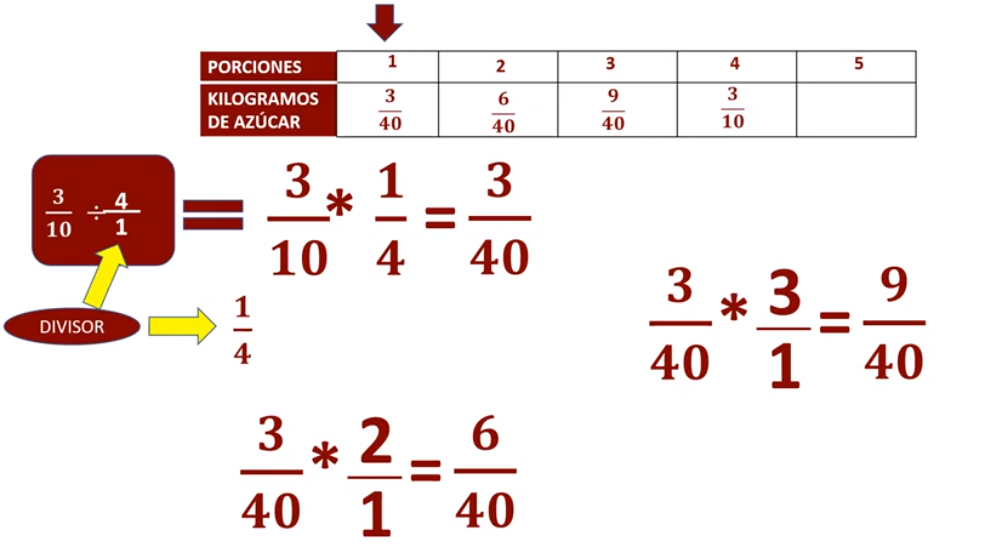 PORCIONES 1 2 3 4 5
KILOGRAMOS DE AZÚCAR 3/40 6/40 9/40 3/10
3/10 ÷ 4/1 = 3/10 * 1/4 = 3/40
DIVISOR 1/4
3/40 * 3/1 = 9/40
3/40 * 2/1 = 6/40